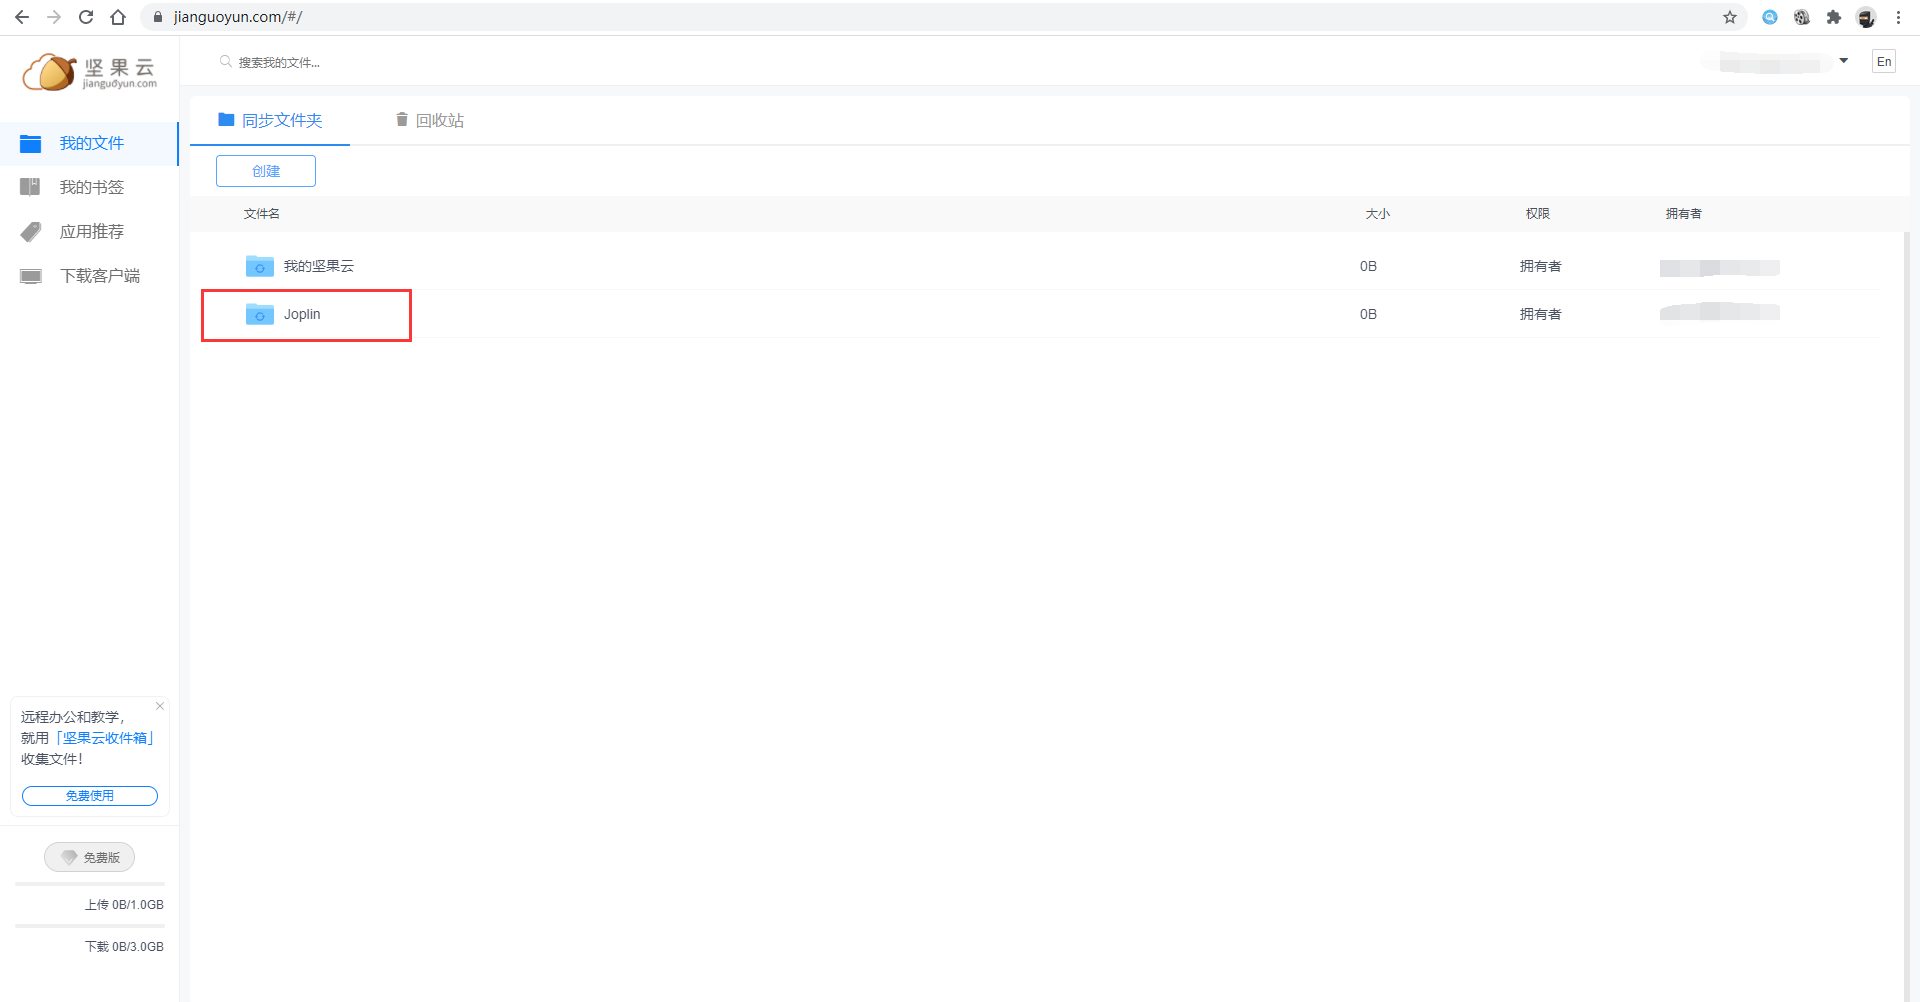 jianguoyun.com/#/
坚果云
jianguoyun.com
搜索我的文件...
En
我的文件
我的书签
应用推荐
下载客户端
同步文件夹
回收站
创建
文件名 大小 权限 拥有者
我的坚果云 0B 拥有者
Joplin 0B 拥有者
远程办公和教学，
就用「坚果云收件箱」
收集文件！
免费使用
免费版
上传 0B/1.0GB
下载 0B/3.0GB